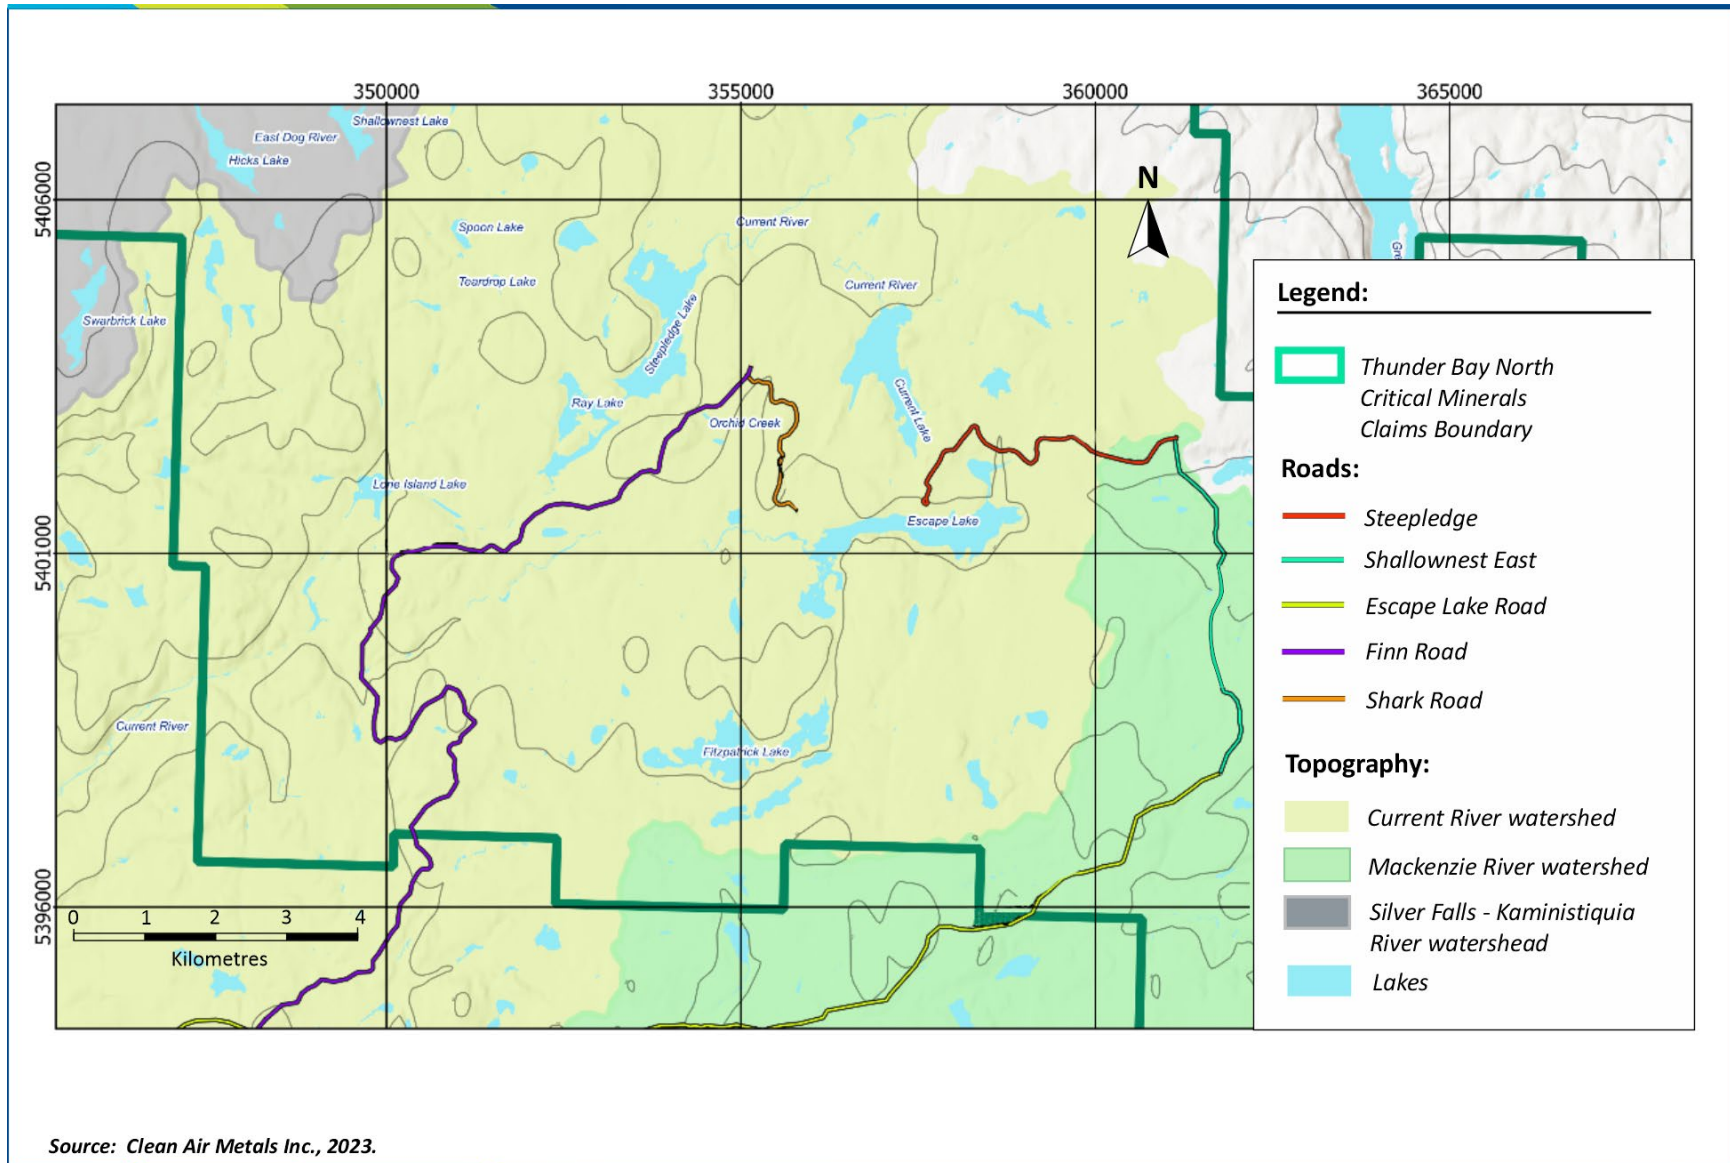 350000 355000 360000 365000
Shallownest Lake
East Dog River
Hicks Lake
5406000
N
Spoon Lake
Current River
Teardrop Lake
Current River
Swarbrick Lake
Steepledge Lake
Ray Lake
Current Lake
Orchid Creek
Lone Island Lake
Escape Lake
5401000
Current River
Fitzpatrick Lake
5396000
0 1 2 3 4
Kilometres
Legend:
Thunder Bay North
Critical Minerals
Claims Boundary
Roads:
Steepledge
Shallownest East
Escape Lake Road
Finn Road
Shark Road
Topography:
Current River watershed
Mackenzie River watershed
Silver Falls - Kaministiquia
River watershead
Lakes
Source: Clean Air Metals Inc., 2023.